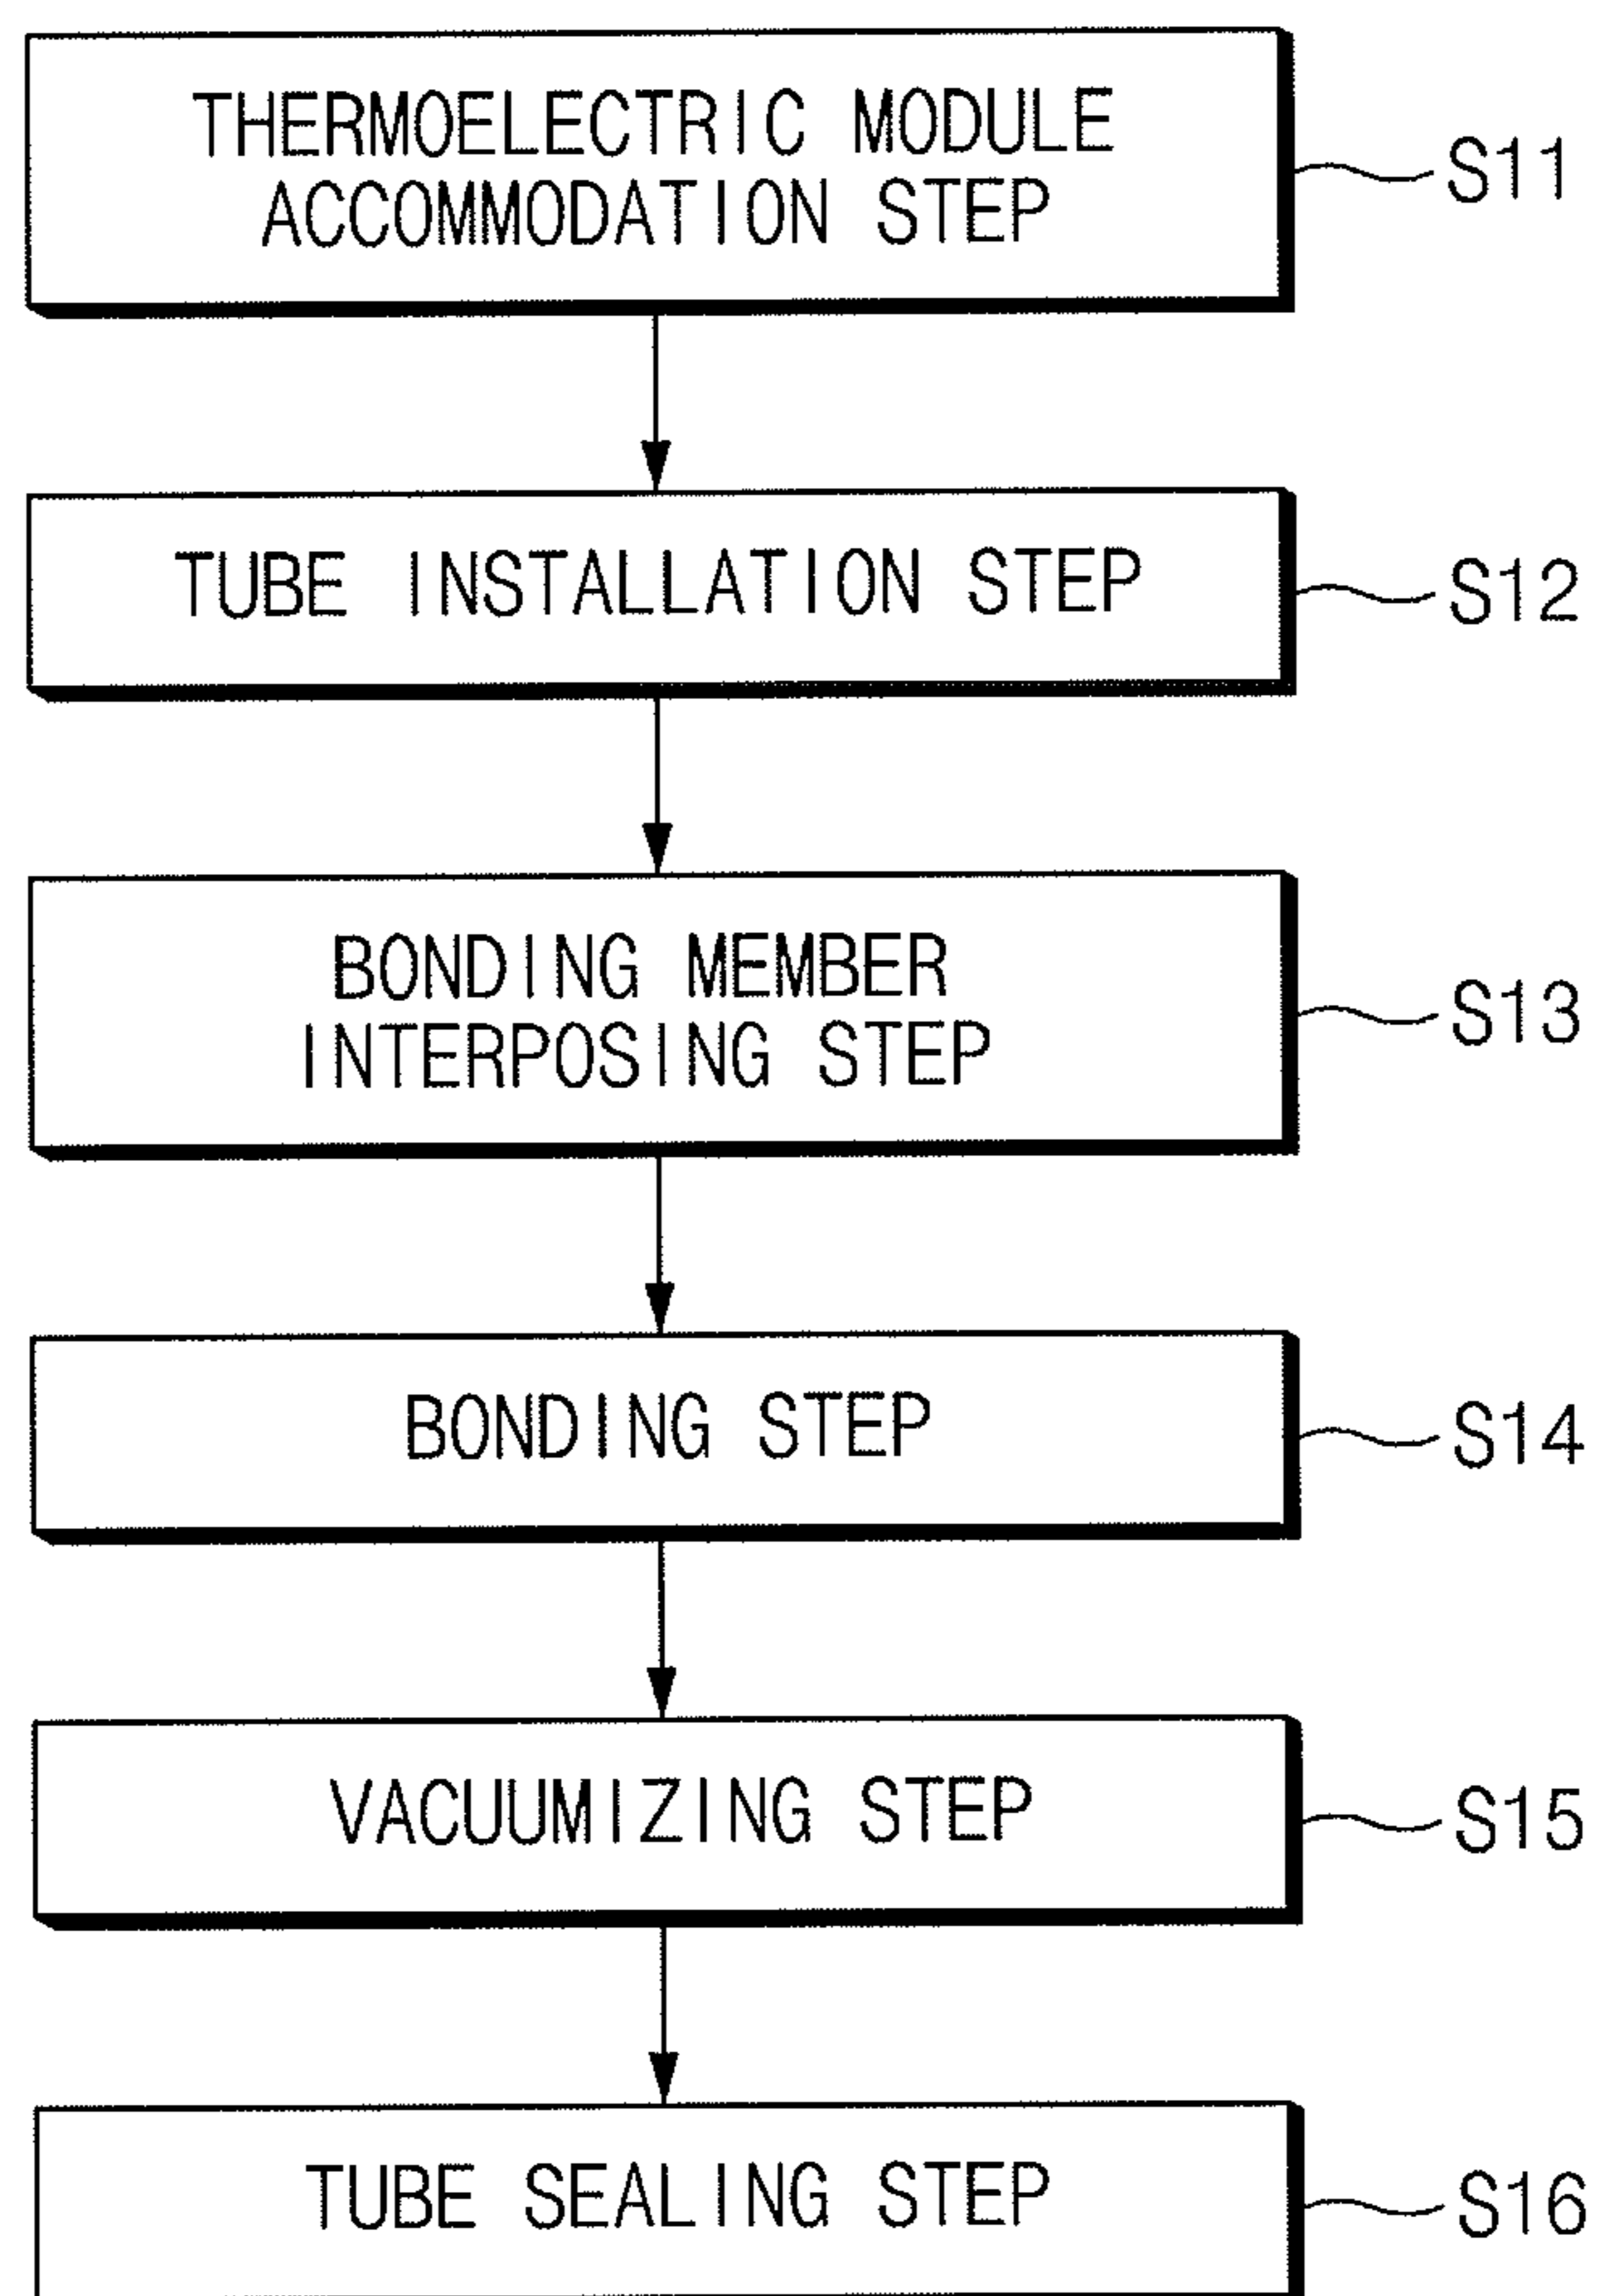 THERMOELECTRIC MODULE
ACCOMMODATION STEP
S11
TUBE INSTALLATION STEP
S12
BONDING MEMBER
INTERPOSING STEP
S13
BONDING STEP
S14
VACUUMIZING STEP
S15
TUBE SEALING STEP
S16